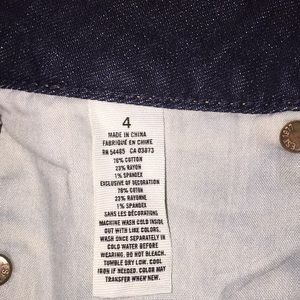 4
MADE IN CHINA
FABRIQUÉ EN CHINE
RN 54485 CA 03873
76% COTTON
23% RAYON
1% SPANDEX
EXCLUSIVE OF DECORATION
76% COTON
23% RAYONNE
1% SPANDEX
SANS LES DÉCORATIONS
MACHINE WASH COLD INSIDE
OUT WITH LIKE COLORS,
WASH ONCE SEPARATELY IN
COLD WATER BEFORE
WEARING. DO NOT BLEACH.
TUMBLE DRY LOW. COOL
IRON IF NEEDED. COLOR MAY
TRANSFER WHEN NEW.